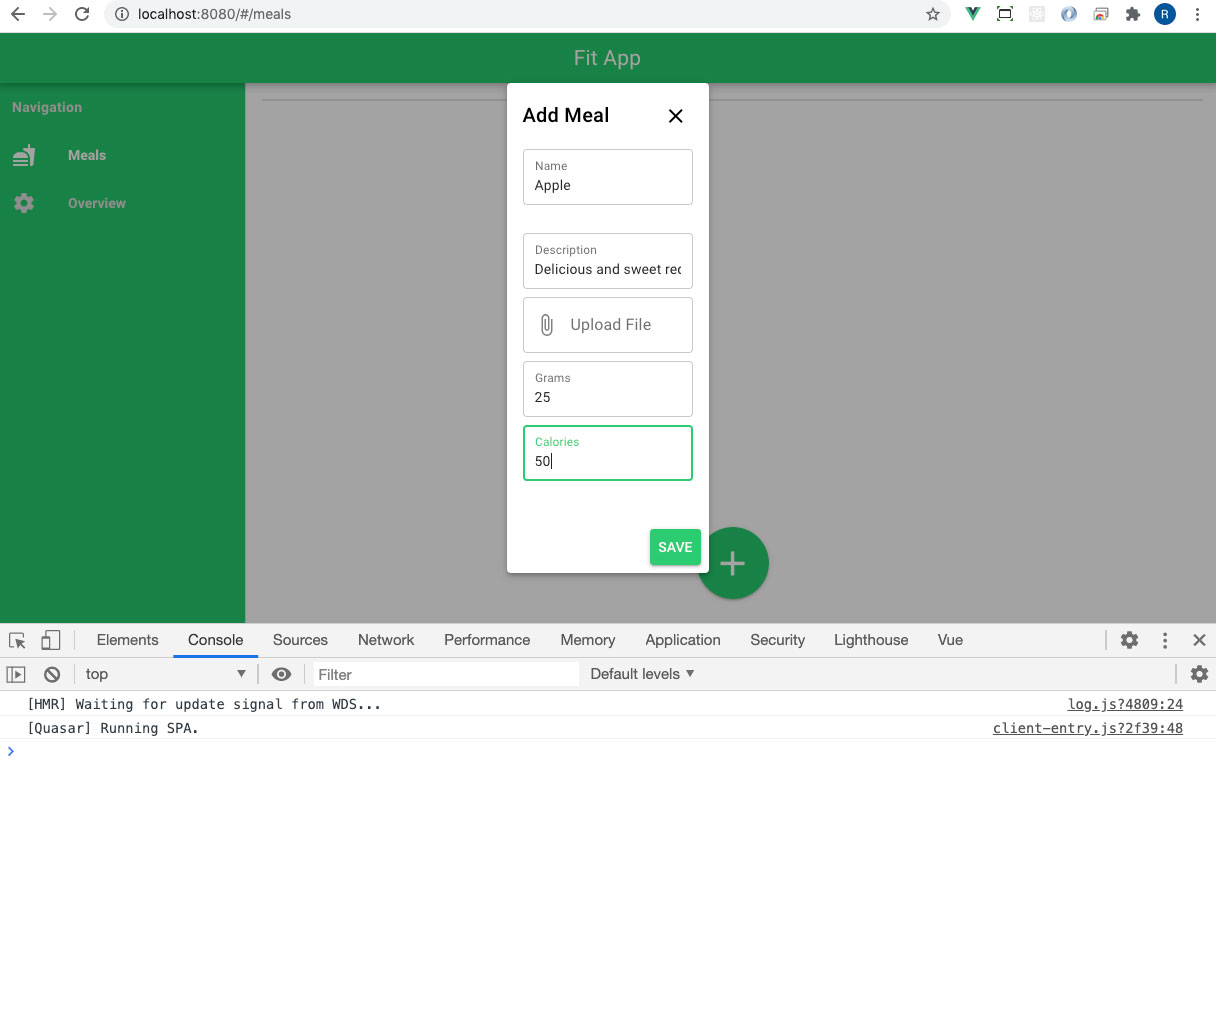 localhost:8080/#/meals
R
Fit App
Navigation
Meals
Overview
Add Meal
Name
Apple
Description
Delicious and sweet rec
Upload File
Grams
25
Calories
50
SAVE
Elements Console Sources Network Performance Memory Application Security Lighthouse Vue
top Filter Default levels
[HMR] Waiting for update signal from WDS... log.js?4809:24
[Quasar] Running SPA. client-entry.js?2f39:48